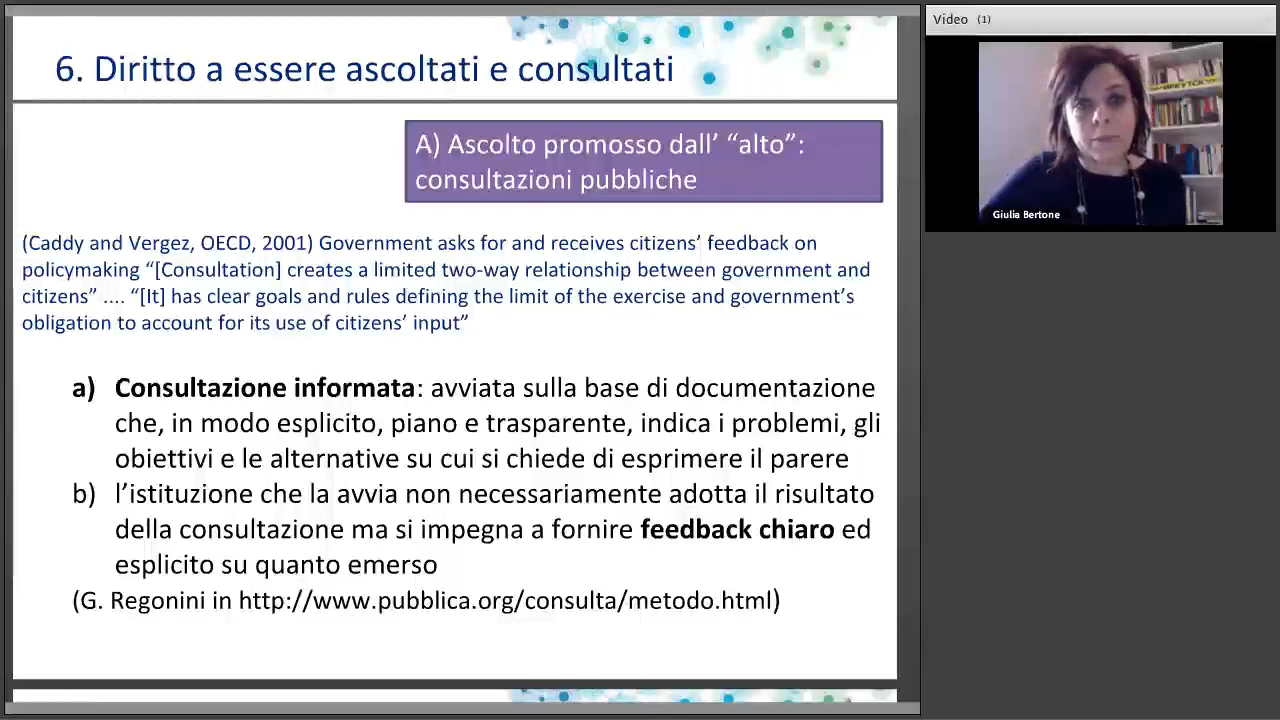 6. Diritto a essere ascoltati e consultati
A) Ascolto promosso dall' “alto”:
consultazioni pubbliche
(Caddy and Vergez, OECD, 2001) Government asks for and receives citizens’ feedback on
policymaking “[Consultation] creates a limited two-way relationship between government and
citizens” .... “[It] has clear goals and rules defining the limit of the exercise and government’s
obligation to account for its use of citizens’ input”
a) Consultazione informata: avviata sulla base di documentazione
che, in modo esplicito, piano e trasparente, indica i problemi, gli
obiettivi e le alternative su cui si chiede di esprimere il parere
b) l’istituzione che la avvia non necessariamente adotta il risultato
della consultazione ma si impegna a fornire feedback chiaro ed
esplicito su quanto emerso
(G. Regonini in http://www.pubblica.org/consulta/metodo.html)
Video (1)
Giulia Bertone